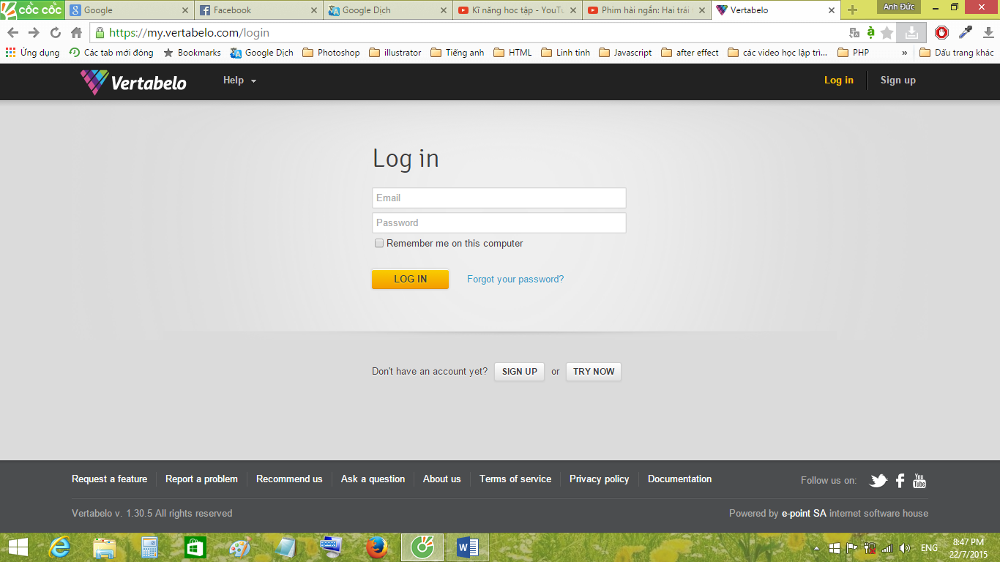 CỐC CỐC Google Facebook Google Dịch Kĩ năng học tập - YouTu Phim hài ngắn: Hai trái Vertabelo Anh Đức
https://my.vertabelo.com/login
Ứng dụng Các tab mới đóng Bookmarks Google Dịch Photoshop illustrator Tiếng anh HTML Linh tinh Javascript after effect các video học lập trì... PHP » Dấu trang khác
Vertabelo Help Log in Sign up
Log in
Email
Password
Remember me on this computer
LOG IN Forgot your password?
Don't have an account yet? SIGN UP or TRY NOW
Request a feature Report a problem Recommend us Ask a question About us Terms of service Privacy policy Documentation Follow us on: You Tube
Vertabelo v. 1.30.5 All rights reserved Powered by e-point SA internet software house
ENG 8:47 PM
22/7/2015